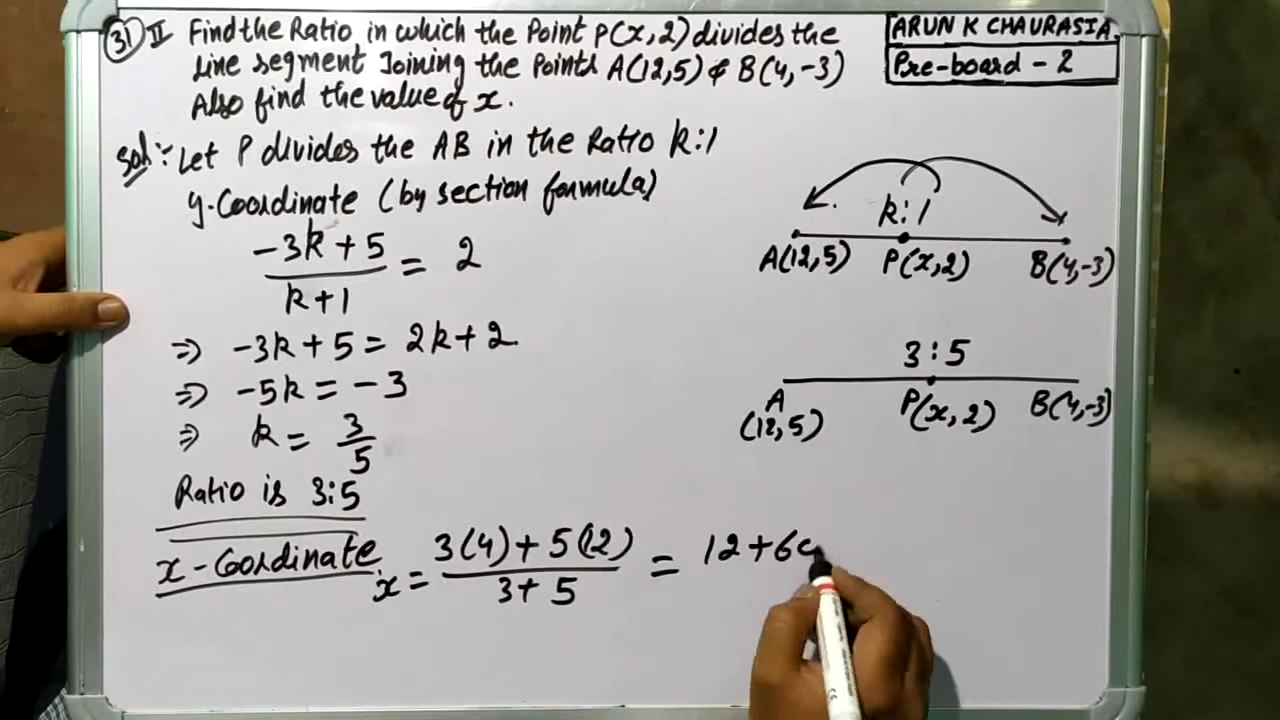 (31) II Find the Ratio in which the Point P(x,2) divides the
Line segment Joining the Points A(12,5) & B(4,-3)
Also find the value of x.
ARUN K CHAURASIA
Pre-board - 2
Sol:- Let P divides the AB in the Ratio k:1
y-Coordinate (by section formula)
-3k+5 / k+1 = 2
⇒ -3k+5 = 2k+2
⇒ -5k = -3
⇒ k = 3/5
Ratio is 3:5
x-Coordinate x = 3(4)+5(12) / 3+5 = 12+6
k:1
A(12,5) P(x,2) B(4,-3)
3:5
A P(x,2) B(4,-3)
(12,5)